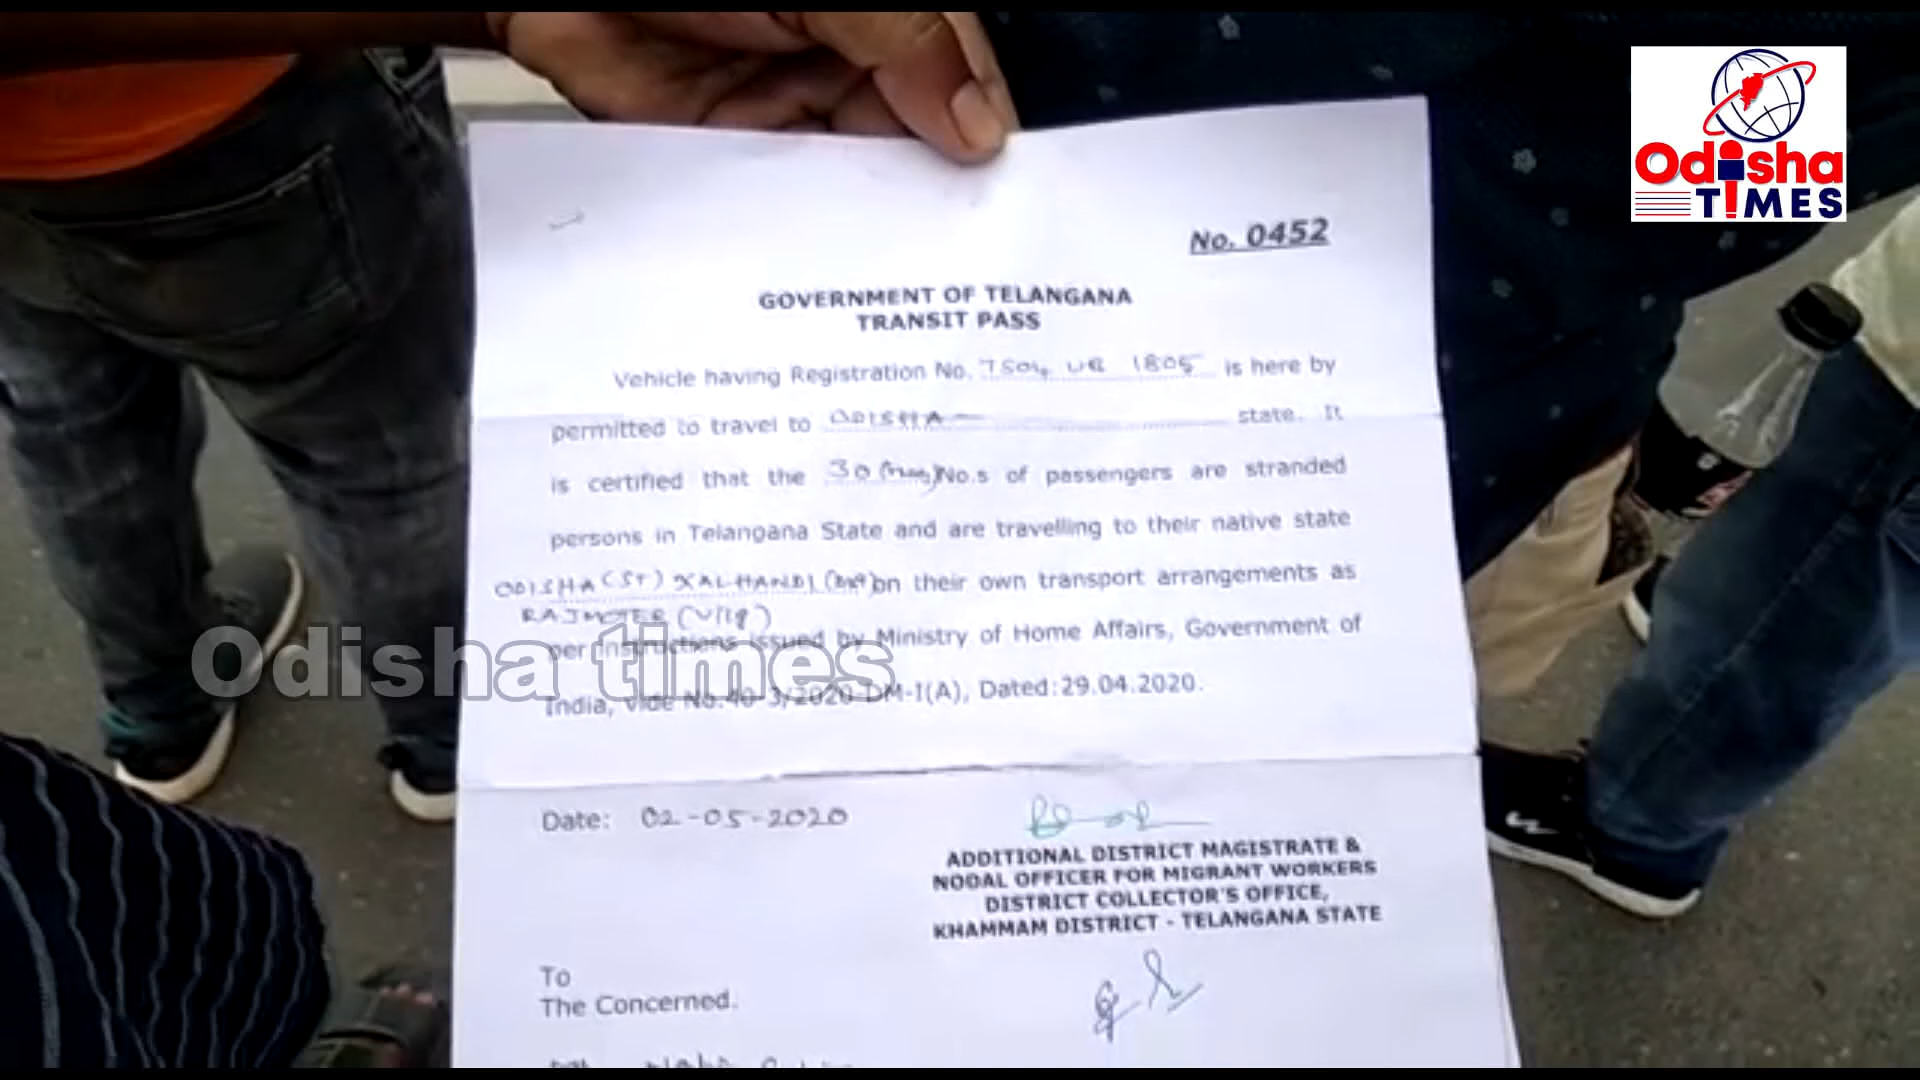 Odisha
TIMES
No. 0452
GOVERNMENT OF TELANGANA
TRANSIT PASS
Vehicle having Registration No. TS04 UB 1805 is here by
permitted to travel to ODISHA state. It
is certified that the 30 No.s of passengers are stranded
persons in Telangana State and are travelling to their native state
ODISHA (ST) KALHANDI on their own transport arrangements as
(Vilg)
per instructions issued by Ministry of Home Affairs, Government of
Odisha times
India, vide No.40-3/2020-DM-I(A), Dated:29.04.2020.
Date: 02-05-2020
ADDITIONAL DISTRICT MAGISTRATE &
NODAL OFFICER FOR MIGRANT WORKERS
DISTRICT COLLECTOR'S OFFICE,
KHAMMAM DISTRICT - TELANGANA STATE
To
The Concerned.